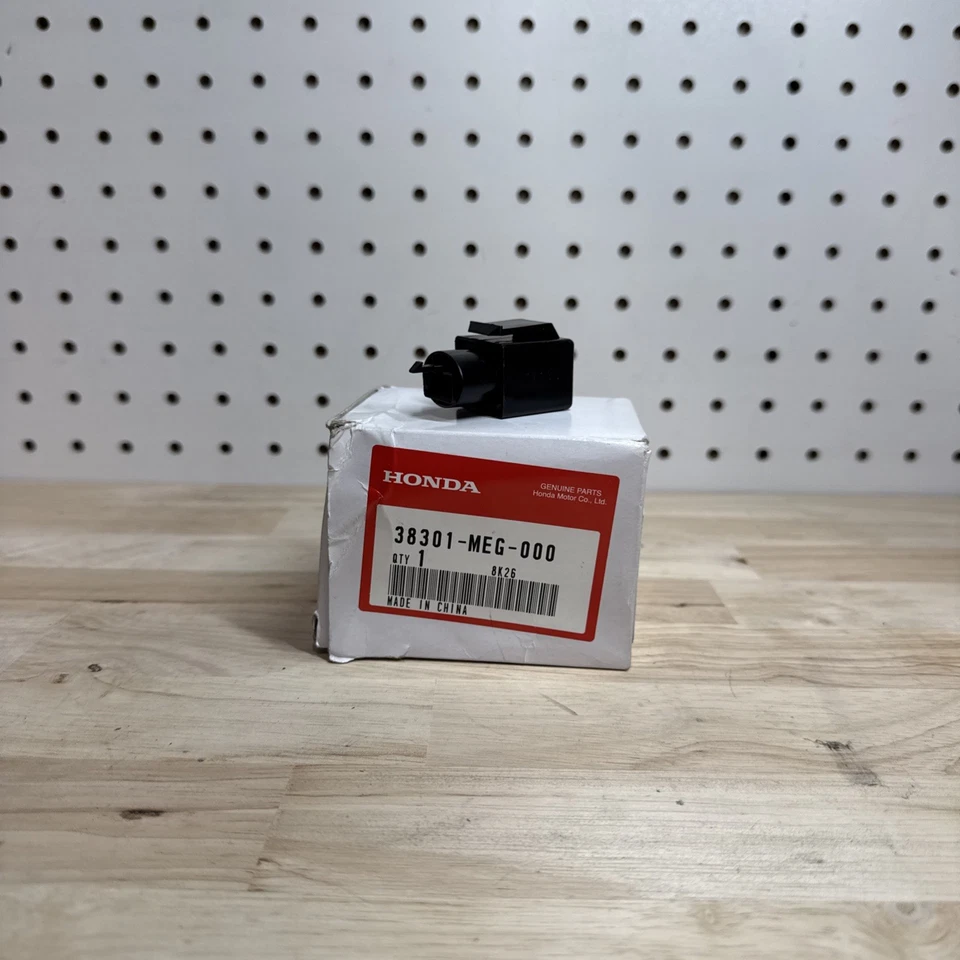 HONDA
GENUINE PARTS
Honda Motor Co., Ltd.
38301-MEG-000
QTY 1
8K26
MADE IN CHINA